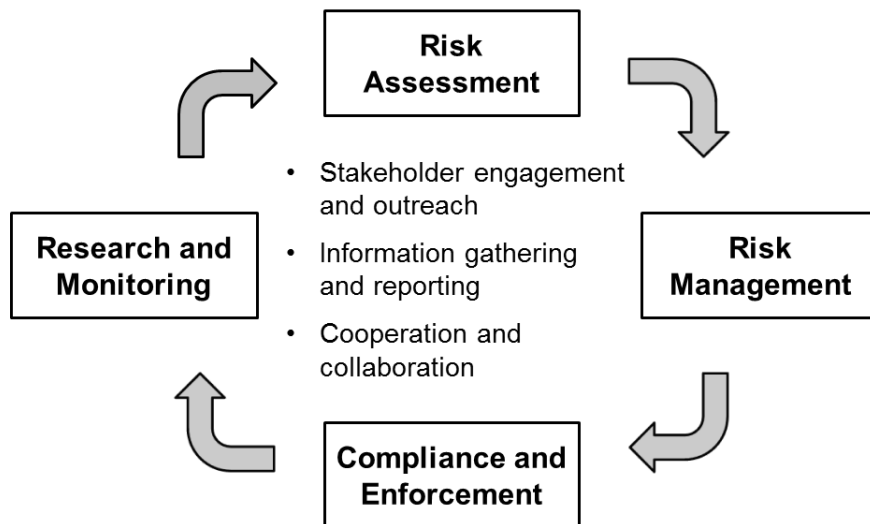 Risk
Assessment
• Stakeholder engagement
and outreach
Research and
Monitoring
• Information gathering
and reporting
Risk
Management
• Cooperation and
collaboration
Compliance and
Enforcement